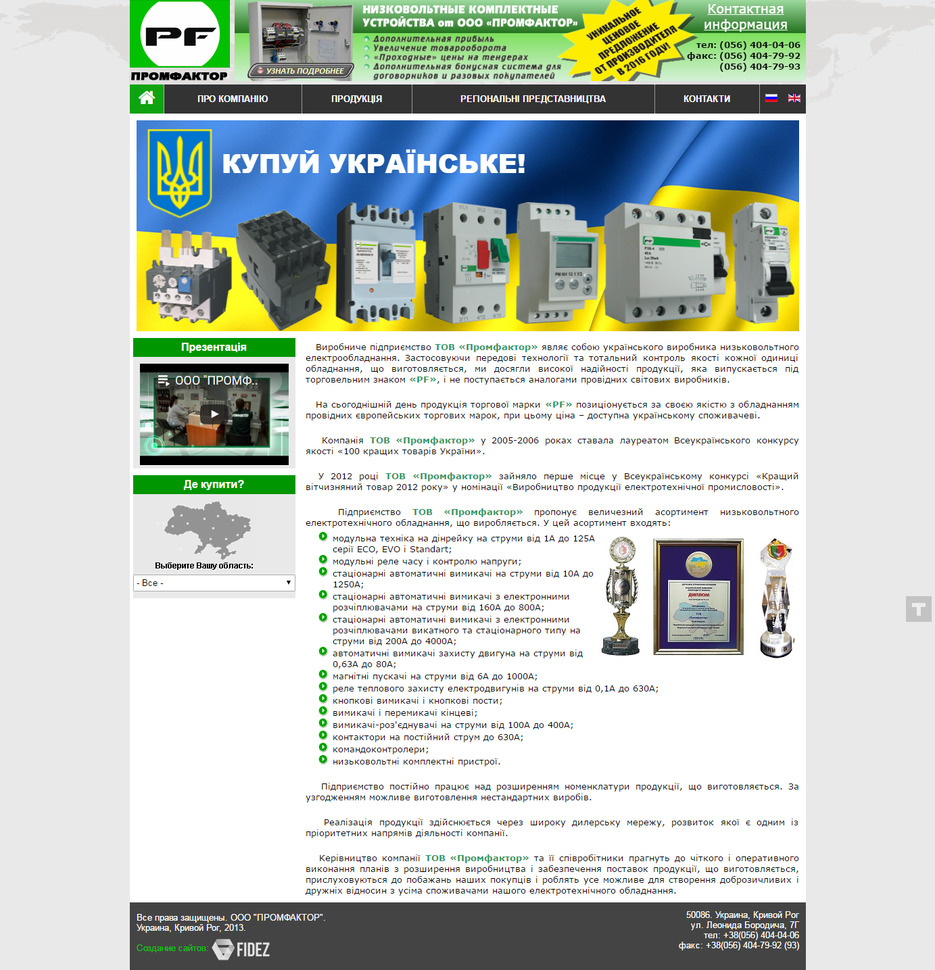 PF
ПРОМФАКТОР
УЗНАТЬ ПОДРОБНЕЕ
НИЗКОВОЛЬТНЫЕ КОМПЛЕКТНЫЕ
УСТРОЙСТВА от ООО «ПРОМФАКТОР»
Дополнительная прибыль
Увеличение товарооборота
«Проходные» цены на тендерах
Дополнительная бонусная система для
договорников и разовых покупателей
УНИКАЛЬНОЕ
ЦЕНОВОЕ
ПРЕДЛОЖЕНИЕ
ОТ ПРОИЗВОДИТЕЛЯ
В 2016 ГОДУ!
Контактная
информация
тел: (056) 404-04-06
факс: (056) 404-79-92
(056) 404-79-93
ПРО КОМПАНІЮ
ПРОДУКЦІЯ
РЕГІОНАЛЬНІ ПРЕДСТАВНИЦТВА
КОНТАКТИ
КУПУЙ УКРАЇНСЬКЕ!
Презентація
ООО "ПРОМФ..
Де купити?
Выберите Вашу область:
- Все -
Виробниче підприємство ТОВ «Промфактор» являє собою українського виробника низьковольтного
електрообладнання. Застосовуючи передові технології та тотальний контроль якості кожної одиниці
обладнання, що виготовляється, ми досягли високої надійності продукції, яка випускається під
торговельним знаком «PF», і не поступається аналогами провідних світових виробників.
На сьогоднішній день продукція торгової марки «PF» позиціонується за своєю якістю з обладнанням
провідних європейських торгових марок, при цьому ціна – доступна українському споживачеві.
Компанія ТОВ «Промфактор» у 2005-2006 роках ставала лауреатом Всеукраїнського конкурсу
якості «100 кращих товарів України».
У 2012 році ТОВ «Промфактор» зайняло перше місце у Всеукраїнському конкурсі «Кращий
вітчизняний товар 2012 року» у номінації «Виробництво продукції електротехнічної промисловості».
Підприємство ТОВ «Промфактор» пропонує величезний асортимент низьковольтного
електротехнічного обладнання, що виробляється. У цей асортимент входять:
модульна техніка на дінрейку на струми від 1А до 125А
серії ECO, EVO і Standart;
модульні реле часу і контролю напруги;
стаціонарні автоматичні вимикачі на струми від 10А до
1250А;
стаціонарні автоматичні вимикачі з електронними
розчіплювачами на струми від 160А до 800А;
стаціонарні автоматичні вимикачі з електронними
розчіплювачами викатного та стаціонарного типу на
струми від 200А до 4000А;
автоматичні вимикачі захисту двигуна на струми від
0,63А до 80А;
магнітні пускачі на струми від 6А до 1000А;
реле теплового захисту електродвигунів на струми від 0,1А до 630А;
кнопкові вимикачі і кнопкові пости;
вимикачі і перемикачі кінцеві;
вимикачі-роз'єднувачі на струми від 100А до 400А;
контактори на постійний струм до 630А;
командоконтролери;
низьковольтні комплектні пристрої.
ДИПЛОМ
Підприємство постійно працює над розширенням номенклатури продукції, що виготовляється. За
узгодженням можливе виготовлення нестандартних виробів.
Реалізація продукції здійснюється через широку дилерську мережу, розвиток якої є одним із
пріоритетних напрямів діяльності компанії.
Керівництво компанії ТОВ «Промфактор» та її співробітники прагнуть до чіткого і оперативного
виконання планів з розширення виробництва і забезпечення поставок продукції, що виготовляється,
прислуховуються до побажань наших покупців і роблять усе можливе для створення доброзичливих і
дружніх відносин з усіма споживачами нашого електротехнічного обладнання.
Все права защищены. ООО "ПРОМФАКТОР".
Украина, Кривой Рог, 2013.
Создание сайтов: FIDEZ
50086. Украина, Кривой Рог
ул. Леонида Бородича, 7Г
тел: +38(056) 404-04-06
факс: +38(056) 404-79-92 (93)